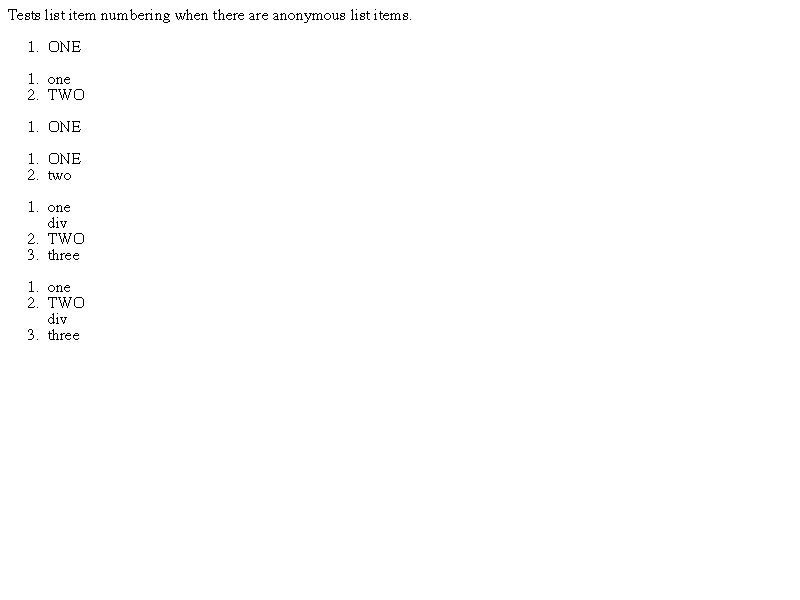 Tests list item numbering when there are anonymous list items.
1. ONE
1. one
2. TWO
1. ONE
1. ONE
2. two
1. one
div
2. TWO
3. three
1. one
2. TWO
div
3. three